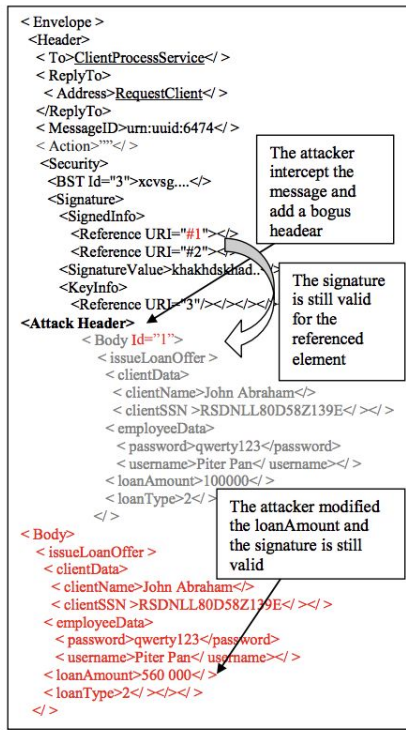 < Envelope >
<Header>
< To>ClientProcessService</ >
< ReplyTo>
< Address>RequestClient</ >
</ReplyTo>
< MessageID>urn:uuid:6474</ >
< Action>””</ >
<Security>
<BST Id="3">xcvsg....</>
<Signature>
<SignedInfo>
<Reference URI="#1"></>
<Reference URI="#2"></>
<SignatureValue>khakhdskhad..</>
<KeyInfo>
<Reference URI="3"/></></></>
<Attack Header>
< Body Id=”1”>
< issueLoanOffer >
< clientData>
< clientName>John Abraham</>
< clientSSN >RSDNLL80D58Z139E</ ></ >
< employeeData>
< password>qwerty123</password>
< username>Piter Pan</ username></ >
< loanAmount>100000</ >
< loanType>2</ >
</ >
< Body>
< issueLoanOffer >
< clientData>
< clientName>John Abraham</>
< clientSSN >RSDNLL80D58Z139E</ ></ >
< employeeData>
< password>qwerty123</password>
< username>Piter Pan</ username></ >
< loanAmount>560 000</ >
< loanType>2</ ></></ >
</ >
The attacker
intercept the
message and
add a bogus
headear
The signature
is still valid
for the
referenced
element
The attacker modified
the loanAmount and
the signature is still
valid